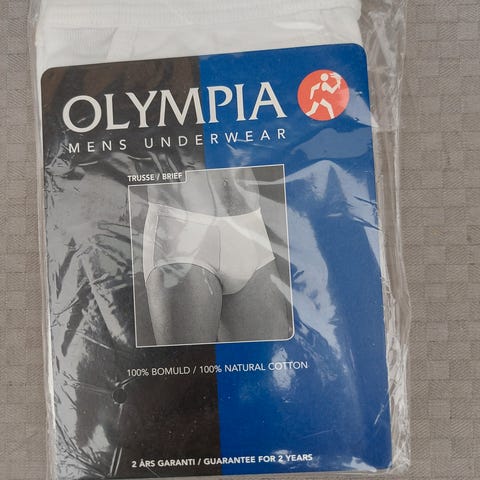 OLYMPIA
MENS UNDERWEAR
TRUSSE / BRIEF
100% BOMULD / 100% NATURAL COTTON
2 ÅRS GARANTI / GUARANTEE FOR 2 YEARS